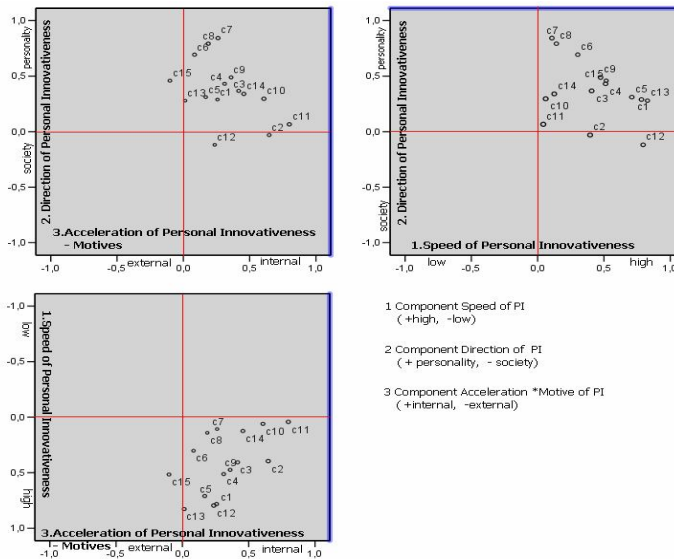 1,0
0,5
0,0
-0,5
-1,0
personality
society
2. Direction of Personal Innovativeness
c7
c8
c6
c9
c15
c4
c3
c14
c5
c1
c10
c13
c11
c2
c12
3.Acceleration of Personal Innovativeness
- Motives
external
internal
-1,0
-0,5
0,0
0,5
1,0
1,0
0,5
0,0
-0,5
-1,0
personality
society
2. Direction of Personal Innovativeness
c7
c8
c6
c9
c15
c4
c14
c3
c5
c13
c10
c1
c11
c2
c12
1.Speed of Personal Innovativeness
low
high
-1,0
-0,5
0,0
0,5
1,0
-1,0
-0,5
0,0
0,5
1,0
low
high
1.Speed of Personal Innovativeness
c7
c10
c11
c8
c14
c6
c9
c3
c2
c15
c4
c5
c1
c13
c12
3.Acceleration of Personal Innovativeness
- Motives
external
internal
-1,0
-0,5
0,0
0,5
1,0
1 Component Speed of PI
(+high, -low)
2 Component Direction of PI
(+ personality, - society)
3 Component Acceleration *Motive of PI
(+internal, -external)